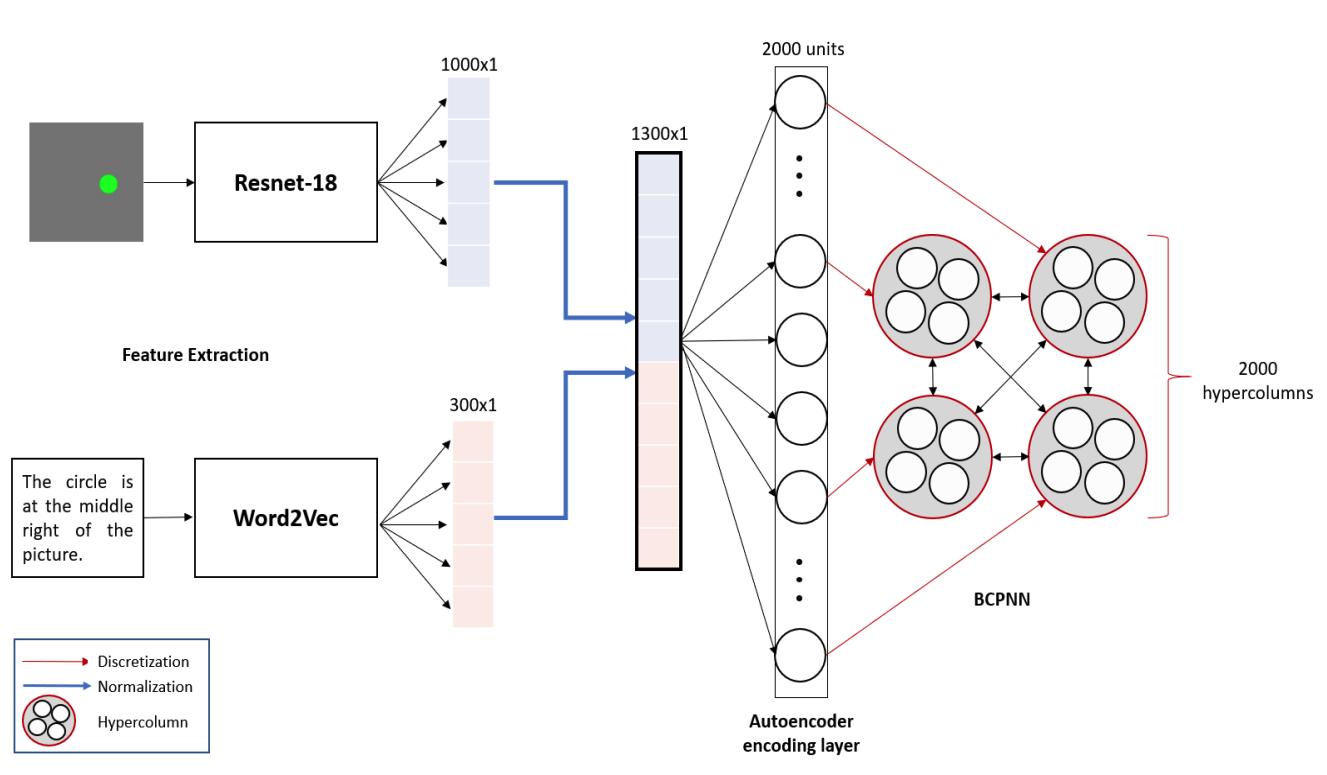 2000 units
1000x1
1300x1
Resnet-18
Feature Extraction
300x1
2000
hypercolumns
The circle is
at the middle
right of the
picture.
Word2Vec
BCPNN
Discretization
Normalization
Hypercolumn
Autoencoder
encoding layer